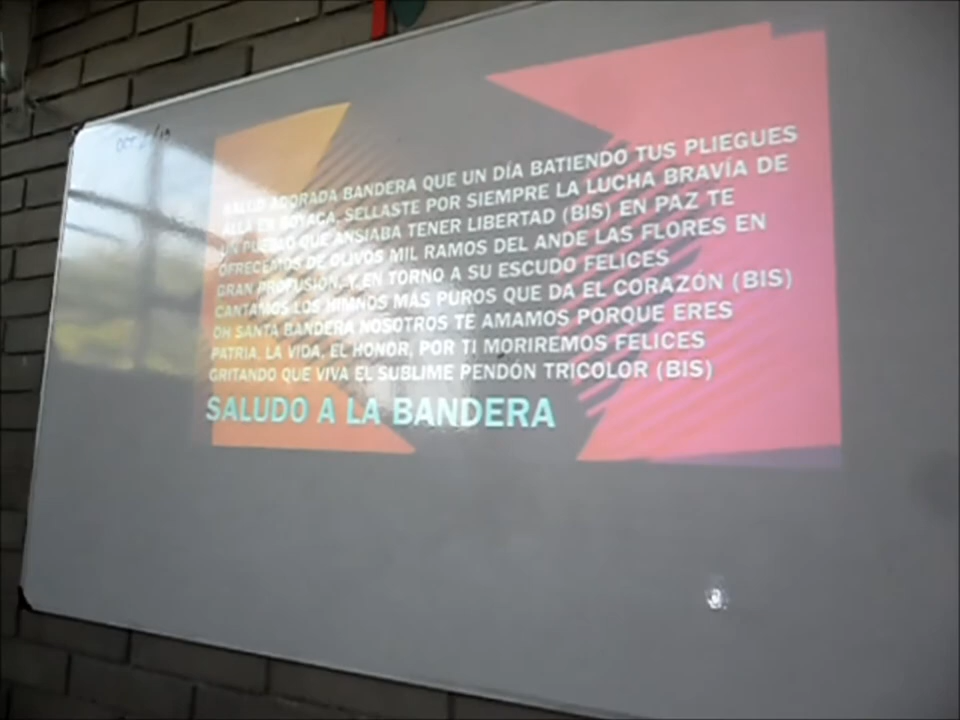 Oct 2/19
SALUD ADORADA BANDERA QUE UN DÍA BATIENDO TUS PLIEGUES
ALLÁ EN BOYACÁ, SELLASTE POR SIEMPRE LA LUCHA BRAVÍA DE
UN PUEBLO QUE ANSIABA TENER LIBERTAD (BIS) EN PAZ TE
OFRECEMOS DE OLIVOS MIL RAMOS DEL ANDE LAS FLORES EN
GRAN PROFUSIÓN, Y EN TORNO A SU ESCUDO FELICES
CANTAMOS LOS HIMNOS MÁS PUROS QUE DA EL CORAZÓN (BIS)
OH SANTA BANDERA NOSOTROS TE AMAMOS PORQUE ERES
PATRIA, LA VIDA, EL HONOR, POR TI MORIREMOS FELICES
GRITANDO QUE VIVA EL SUBLIME PENDÓN TRICOLOR (BIS)
SALUDO A LA BANDERA